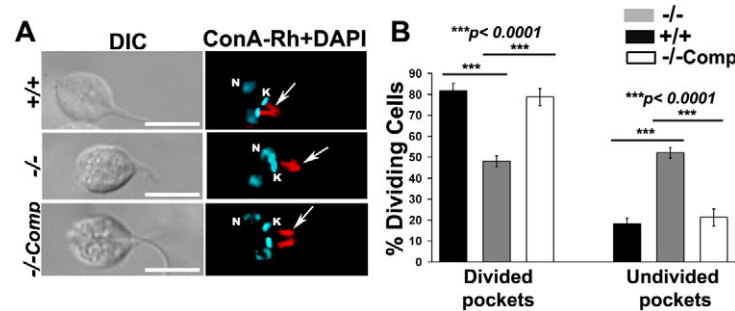 A
DIC
ConA-Rh+DAPI
+/+
N
K
-/-
N
K
-/-Comp
N
K
B
-/-
+/+
-/-Comp
***p< 0.0001
***
***
***p< 0.0001
***
***
% Dividing Cells
90
80
70
60
50
40
30
20
10
0
Divided
pockets
Undivided
pockets